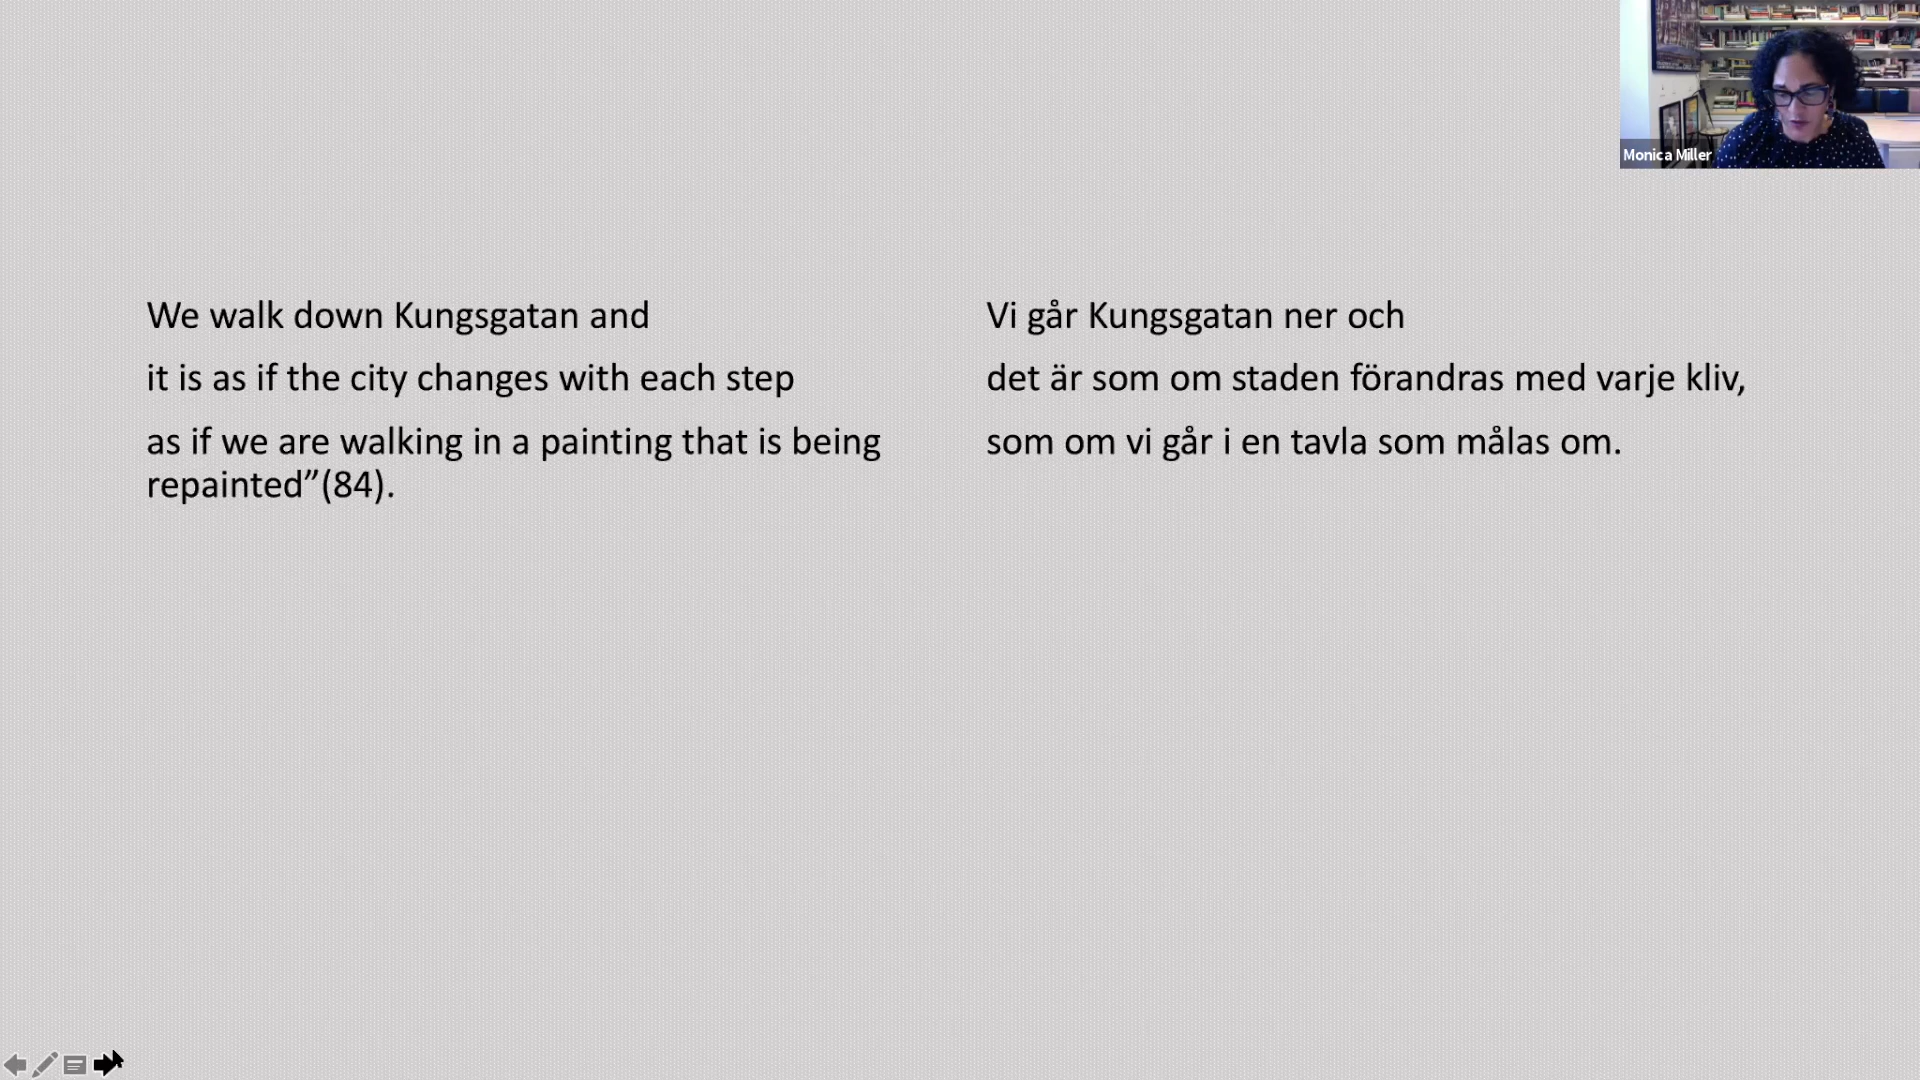 Monica Miller
We walk down Kungsgatan and
it is as if the city changes with each step
as if we are walking in a painting that is being
repainted”(84).
Vi går Kungsgatan ner och
det är som om staden förandras med varje kliv,
som om vi går i en tavla som målas om.